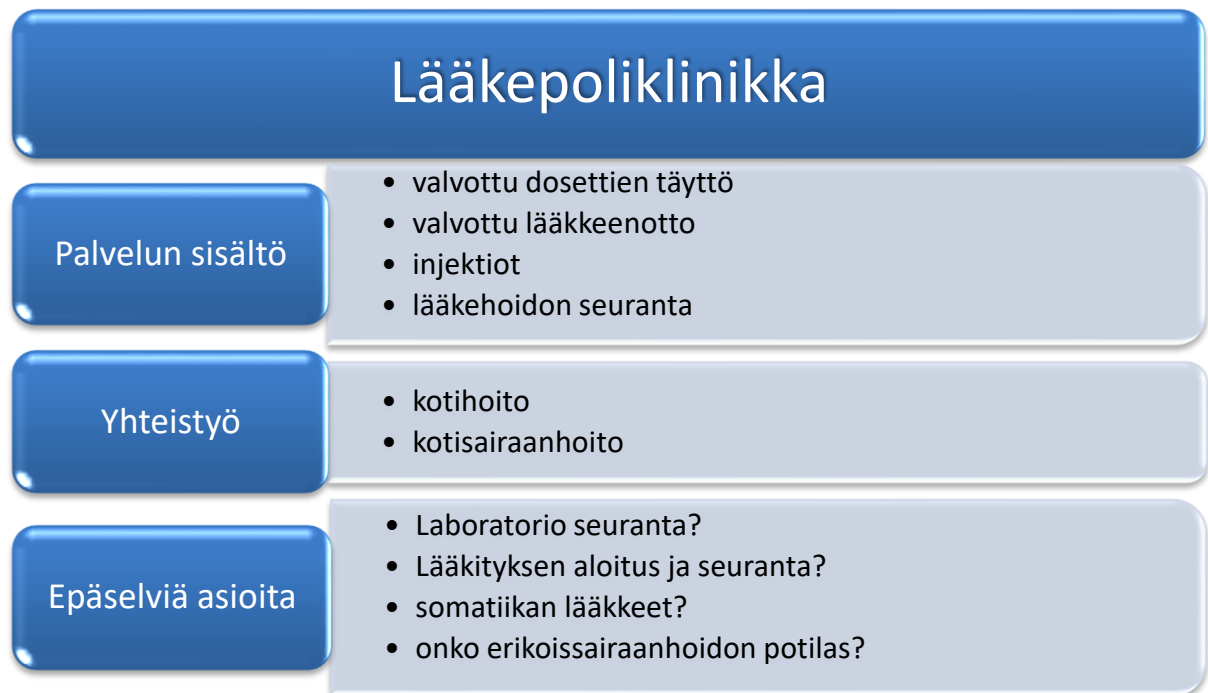 Lääkepoliklinikka
Palvelun sisältö
• valvottu dosettien täyttö
• valvottu lääkkeenotto
• injektiot
• lääkehoidon seuranta
Yhteistyö
• kotihoito
• kotisairaanhoito
Epäselviä asioita
• Laboratorio seuranta?
• Lääkityksen aloitus ja seuranta?
• somatiikan lääkkeet?
• onko erikoissairaanhoidon potilas?